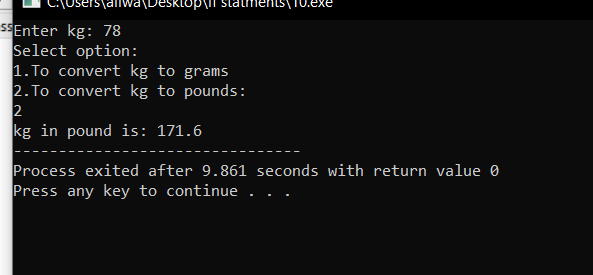 C:\Users\aliwa\Desktop\if statments\10.exe
Enter kg: 78
Select option:
1.To convert kg to grams
2.To convert kg to pounds:
2
kg in pound is: 171.6
--------------------------------
Process exited after 9.861 seconds with return value 0
Press any key to continue . . .